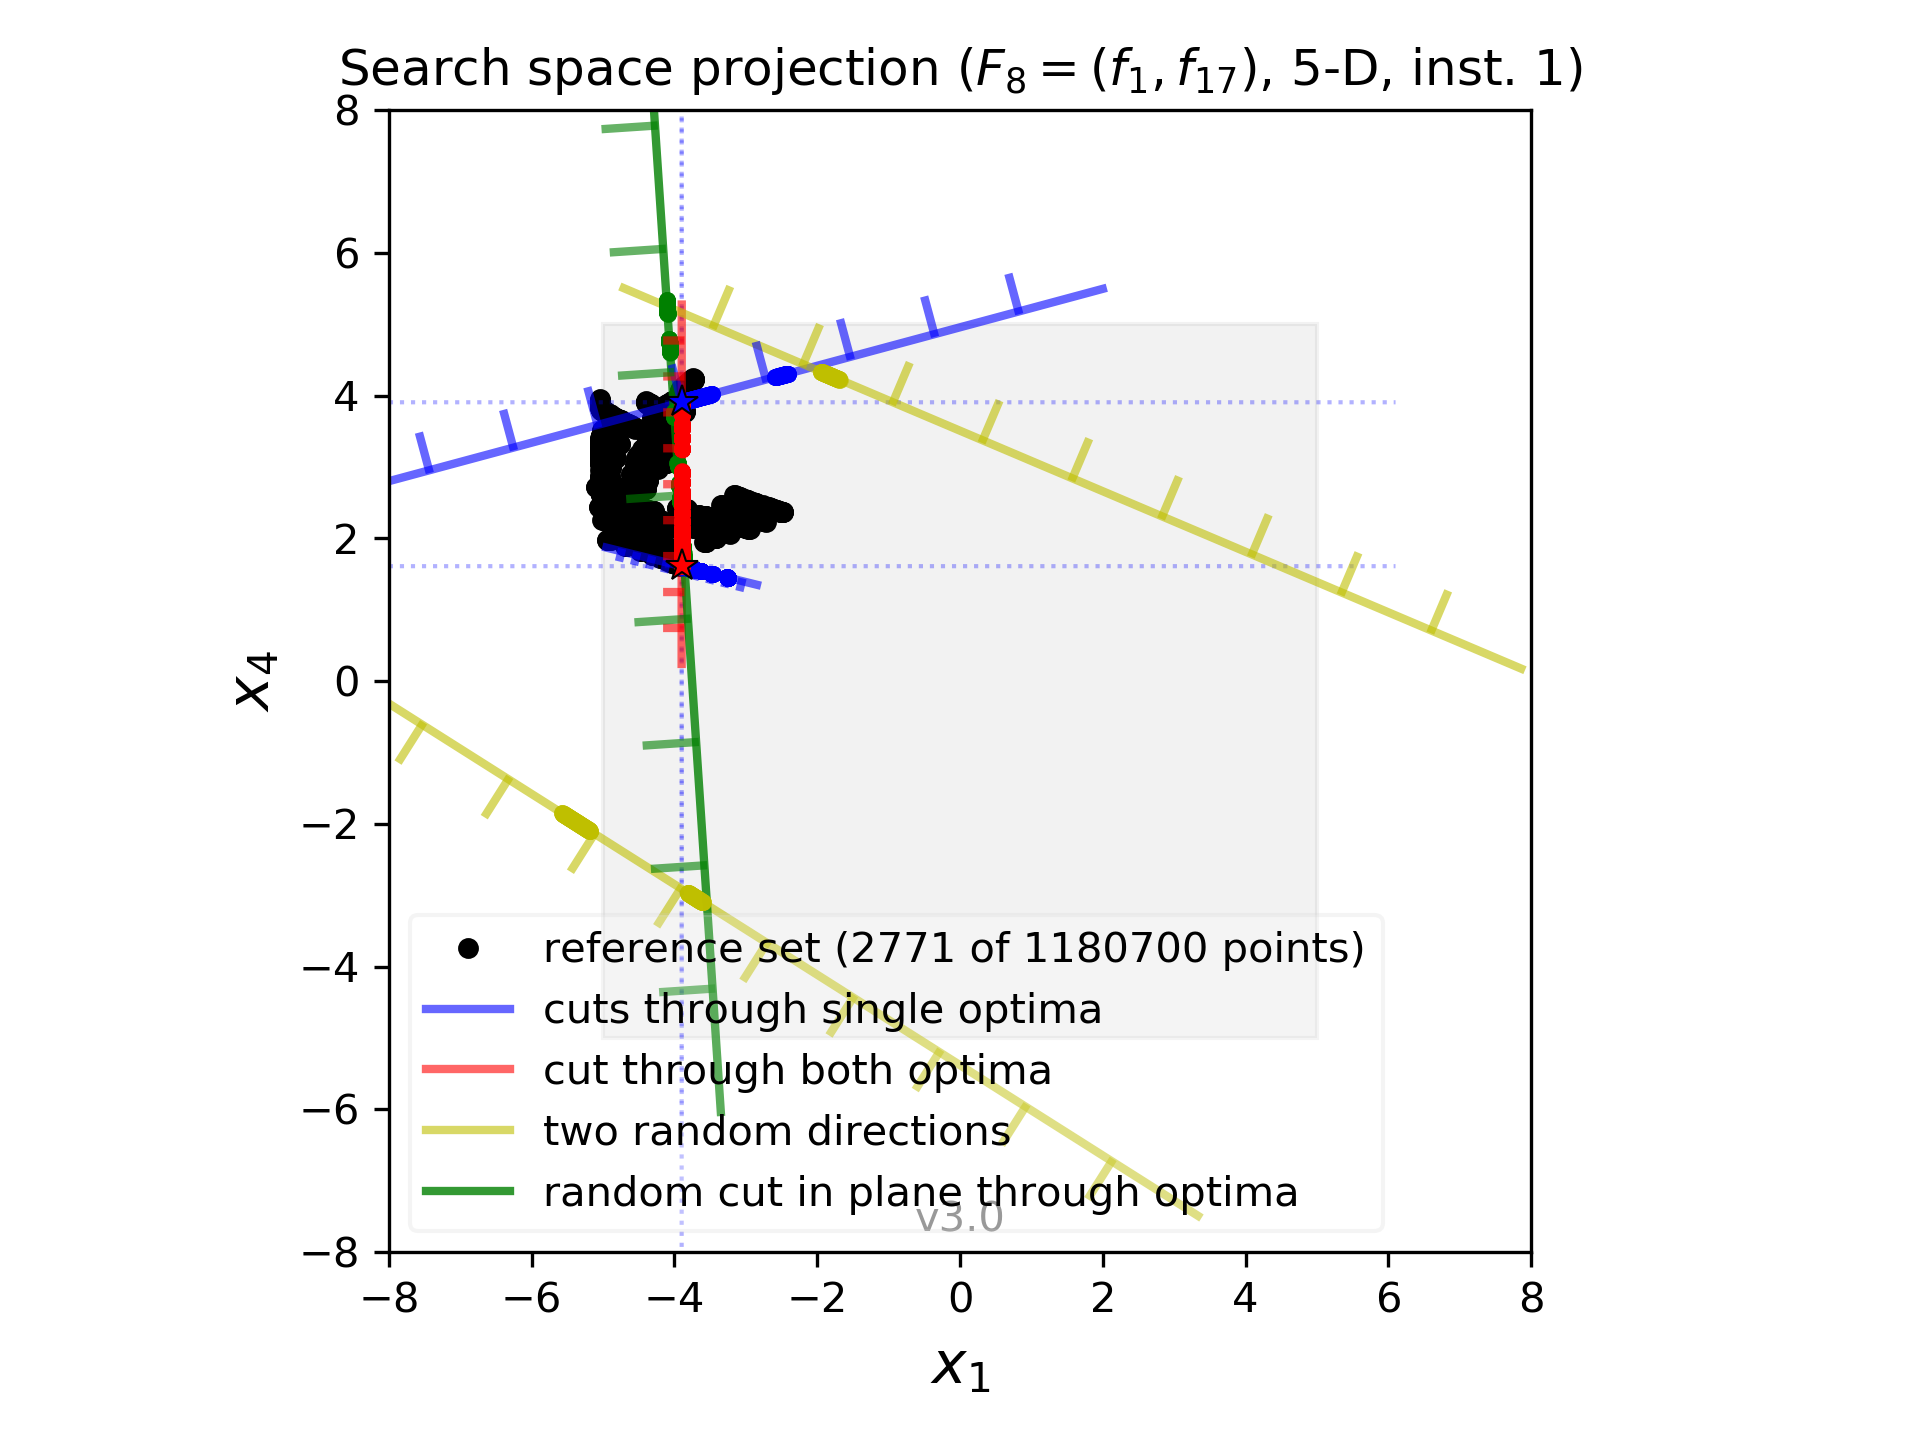 Search space projection (F₈ = (f₁, f₁₇), 5-D, inst. 1)
8
6
4
2
0
−2
−4
−6
−8
x₄
reference set (2771 of 1180700 points)
cuts through single optima
cut through both optima
two random directions
random cut in plane through optima
v3.0
−8 −6 −4 −2 0 2 4 6 8
x₁